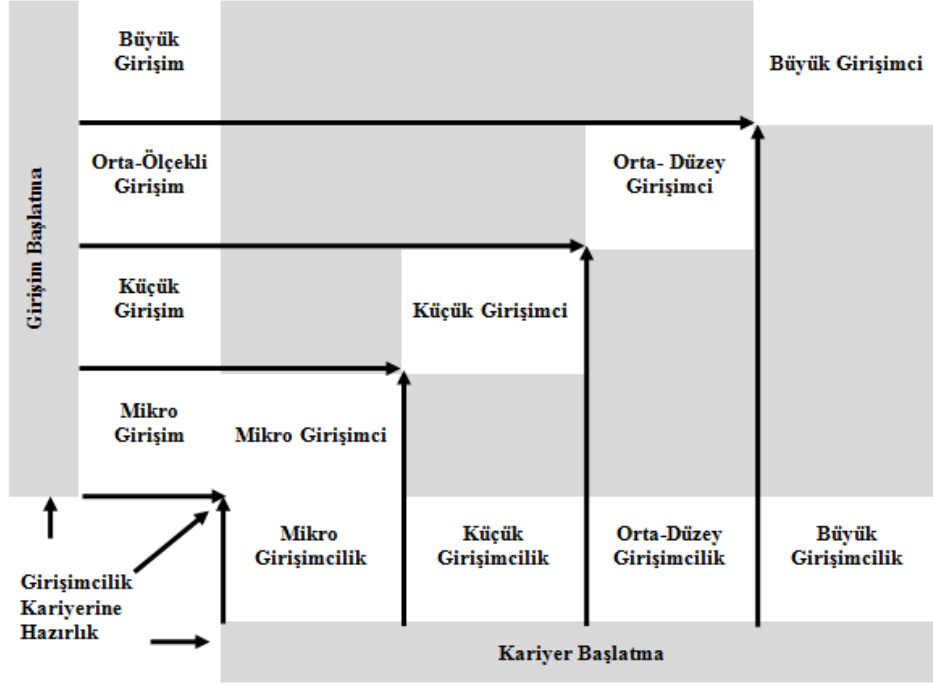 Büyük
Girişim
Büyük Girişimci
Orta-Ölçekli
Girişim
Orta- Düzey
Girişimci
Girişim Başlatma
Küçük
Girişim
Küçük Girişimci
Mikro
Girişim
Mikro Girişimci
Mikro
Girişimcilik
Küçük
Girişimcilik
Orta-Düzey
Girişimcilik
Büyük
Girişimcilik
Girişimcilik
Kariyerine
Hazırlık
Kariyer Başlatma